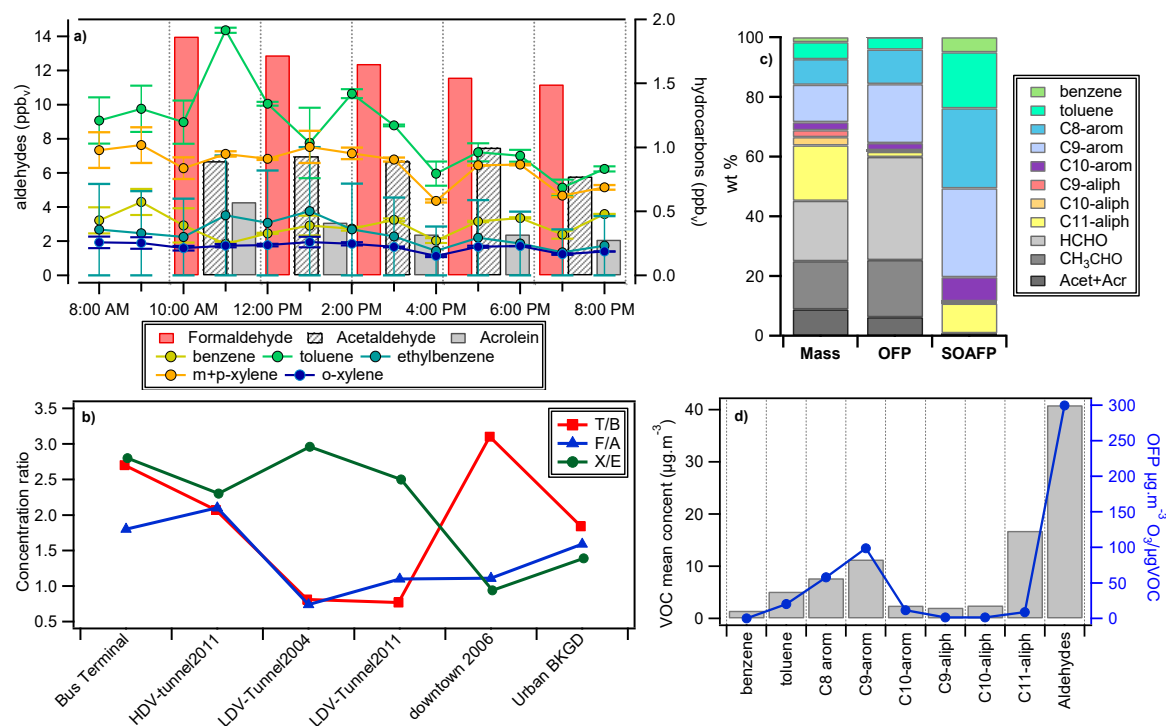 a)
14
12
10
8
6
4
2
0
aldehydes (ppbv)
2.0
1.5
1.0
0.5
0.0
hydrocarbons (ppbv)
8:00 AM 10:00 AM 12:00 PM 2:00 PM 4:00 PM 6:00 PM 8:00 PM
Formaldehyde Acetaldehyde Acrolein
benzene toluene ethylbenzene
m+p-xylene o-xylene
c)
100
80
60
40
20
0
wt %
Mass OFP SOAFP
benzene
toluene
C8-arom
C9-arom
C10-arom
C9-aliph
C10-aliph
C11-aliph
HCHO
CH3CHO
Acet+Acr
b)
3.5
3.0
2.5
2.0
1.5
1.0
0.5
Concentration ratio
T/B
F/A
X/E
Bus Terminal
HDV-tunnel2011
LDV-Tunnel2004
LDV-Tunnel2011
downtown 2006
Urban BKGD
d)
40
30
20
10
0
VOC mean concent (µg.m-3)
300
250
200
150
100
50
0
OFP µg.m-3 O3/µgVOC
benzene
toluene
C8 arom
C9-arom
C10-arom
C9-aliph
C10-aliph
C11-aliph
Aldehydes